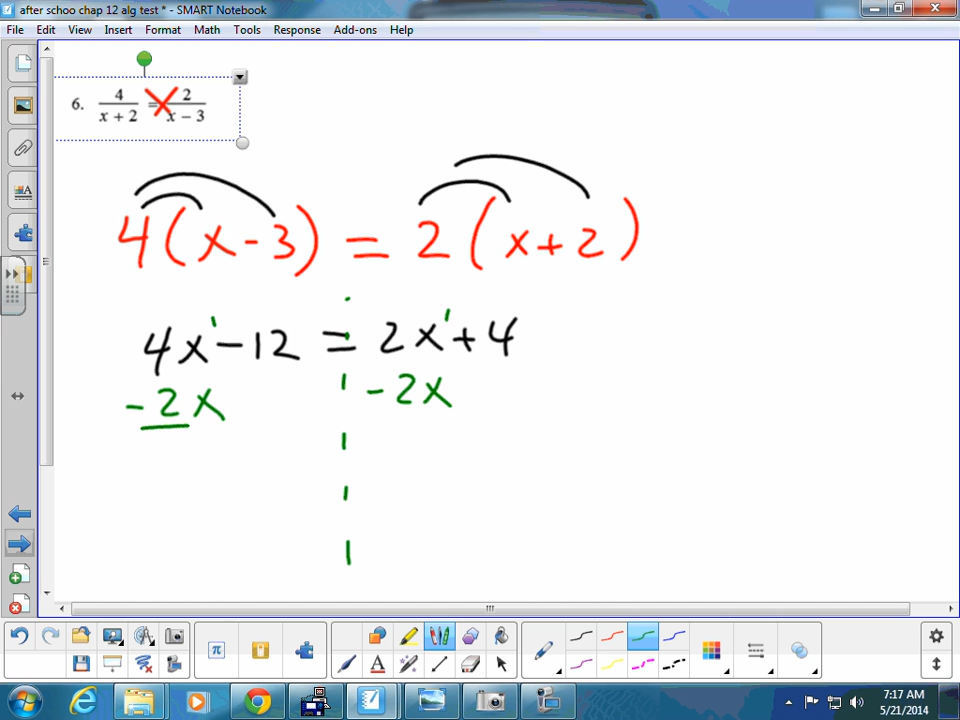 after schoo chap 12 alg test * - SMART Notebook
File Edit View Insert Format Math Tools Response Add-ons Help
6. 4/(x + 2) = 2/(x − 3)
4(x-3) = 2(x+2)
4x¹-12 = 2x¹+4
-2x -2x
7:17 AM
5/21/2014